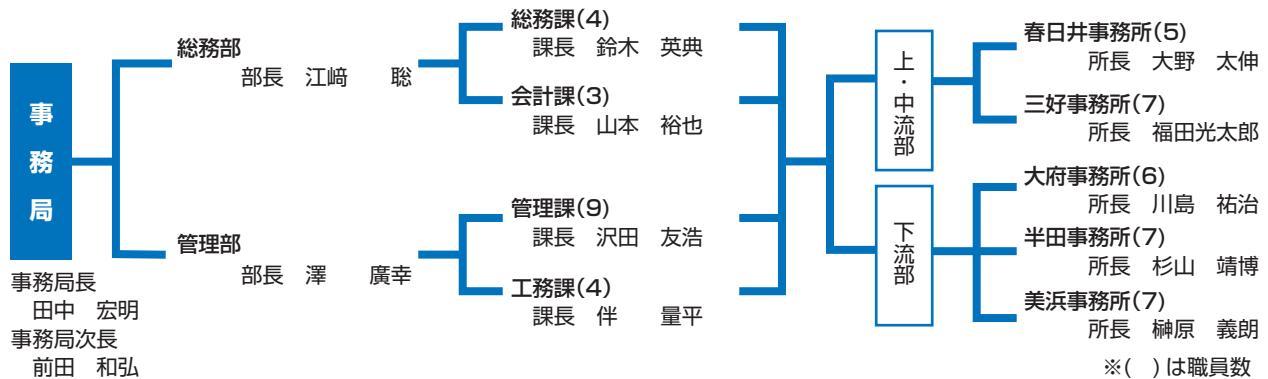 事務局
事務局長
田中 宏明
事務局次長
前田 和弘
総務部
部長 江﨑 聡
管理部
部長 澤 廣幸
総務課(4)
課長 鈴木 英典
会計課(3)
課長 山本 裕也
管理課(9)
課長 沢田 友浩
工務課(4)
課長 伴 量平
上・中流部
春日井事務所(5)
所長 大野 太伸
三好事務所(7)
所長 福田光太郎
下流部
大府事務所(6)
所長 川島 祐治
半田事務所(7)
所長 杉山 靖博
美浜事務所(7)
所長 榊原 義朗
※( )は職員数